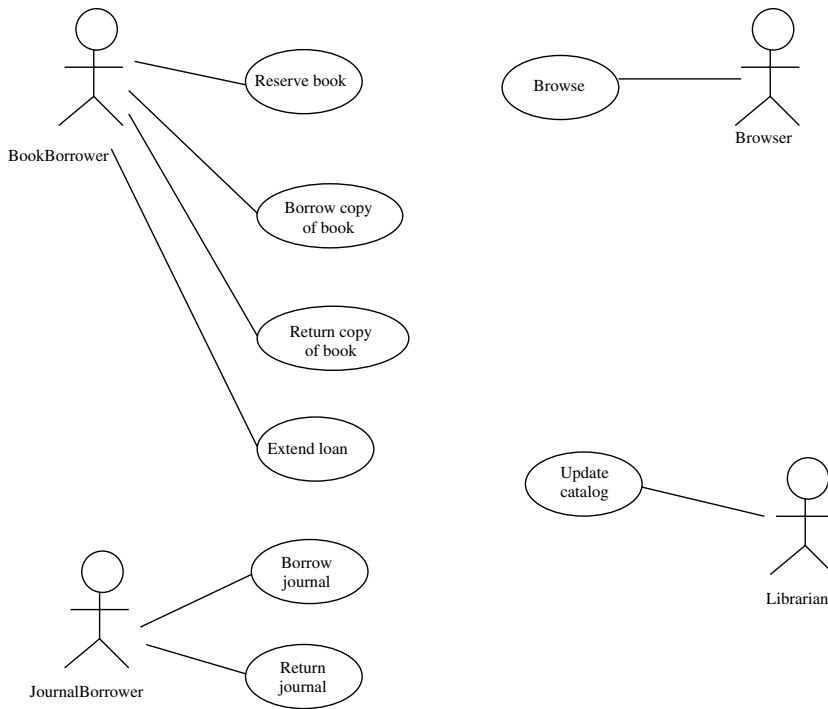 Reserve book
Browse
BookBorrower
Browser
Borrow copy
of book
Return copy
of book
Extend loan
Update
catalog
Borrow
journal
Librarian
Return
journal
JournalBorrower